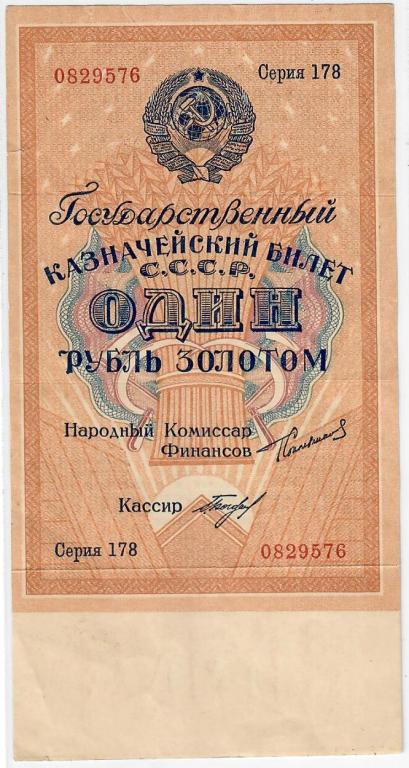 0829576 Серия 178
Государственный
КАЗНАЧЕЙСКИЙ БИЛЕТ
С.С.С.Р.
ОДИН
РУБЛЬ ЗОЛОТОМ
Народный Комиссар
Финансов
Кассир
Серия 178 0829576